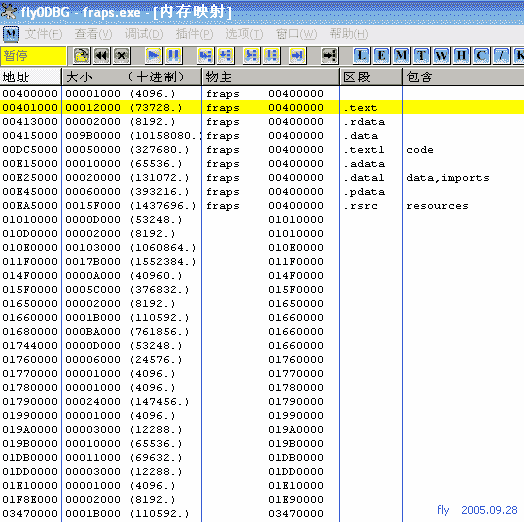 fly0DBG - fraps.exe - [内存映射]
M 文件(F) 查看(V) 调试(D) 插件(P) 选项(T) 窗口(W) 帮助(H)
暂停 L E M T W H C / K
地址 大小 (十进制) 物主 区段 包含
00400000 00001000 (4096.) fraps 00400000
00401000 00012000 (73728.) fraps 00400000 .text
00413000 00002000 (8192.) fraps 00400000 .rdata
00415000 009B0000 (10158080.) fraps 00400000 .data
00DC5000 00050000 (327680.) fraps 00400000 .text1 code
00E15000 00010000 (65536.) fraps 00400000 .adata
00E25000 00020000 (131072.) fraps 00400000 .data1 data,imports
00E45000 00060000 (393216.) fraps 00400000 .pdata
00EA5000 0015F000 (1437696.) fraps 00400000 .rsrc resources
01010000 0000D000 (53248.) 01010000
010D0000 00002000 (8192.) 010D0000
010E0000 00103000 (1060864.) 010E0000
011F0000 0017B000 (1552384.) 011F0000
014F0000 0000A000 (40960.) 014F0000
015F0000 0005C000 (376832.) 015F0000
01650000 00002000 (8192.) 01650000
01660000 0001B000 (110592.) 01660000
01680000 000BA000 (761856.) 01660000
01744000 0000D000 (53248.) 01660000
01760000 00006000 (24576.) 01760000
01770000 00001000 (4096.) 01770000
01780000 00001000 (4096.) 01780000
01790000 00024000 (147456.) 01790000
01990000 00001000 (4096.) 01990000
019A0000 00003000 (12288.) 019A0000
019B0000 00010000 (65536.) 019B0000
01DB0000 00011000 (69632.) 01DB0000
01DD0000 00003000 (12288.) 01DD0000
01E10000 00001000 (4096.) 01E10000
01F8E000 00002000 (8192.) 01E90000
03470000 0001B000 (110592.) 03470000
fly 2005.09.28